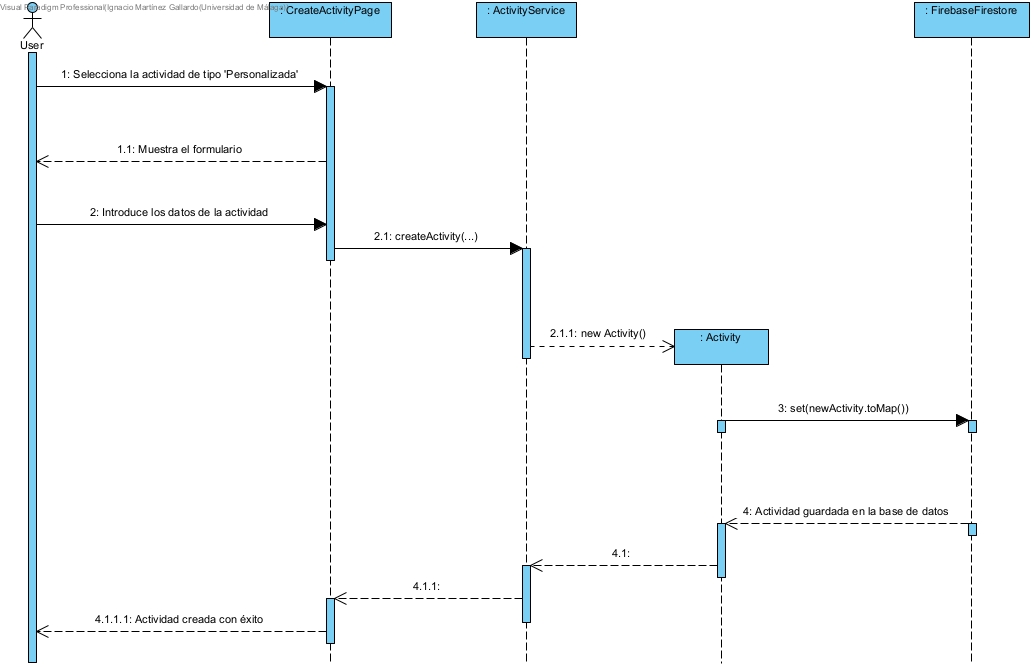 Visual Paradigm Professional(Ignacio Martínez Gallardo(Universidad de Málaga))
: CreateActivityPage
: ActivityService
: FirebaseFirestore
User
1: Selecciona la actividad de tipo 'Personalizada'
1.1: Muestra el formulario
2: Introduce los datos de la actividad
2.1: createActivity(...)
2.1.1: new Activity()
: Activity
3: set(newActivity.toMap())
4: Actividad guardada en la base de datos
4.1:
4.1.1:
4.1.1.1: Actividad creada con éxito